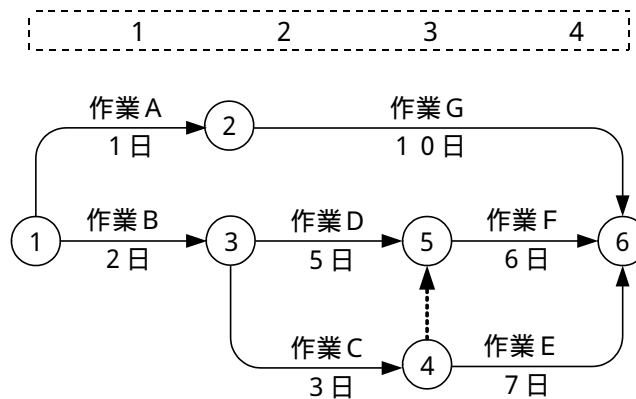 1 2 3 4
作業A 作業G
1日 2 10日
作業B 作業D 作業F
1 3 5 6
2日 5日 6日
作業C 作業E
4
3日 7日